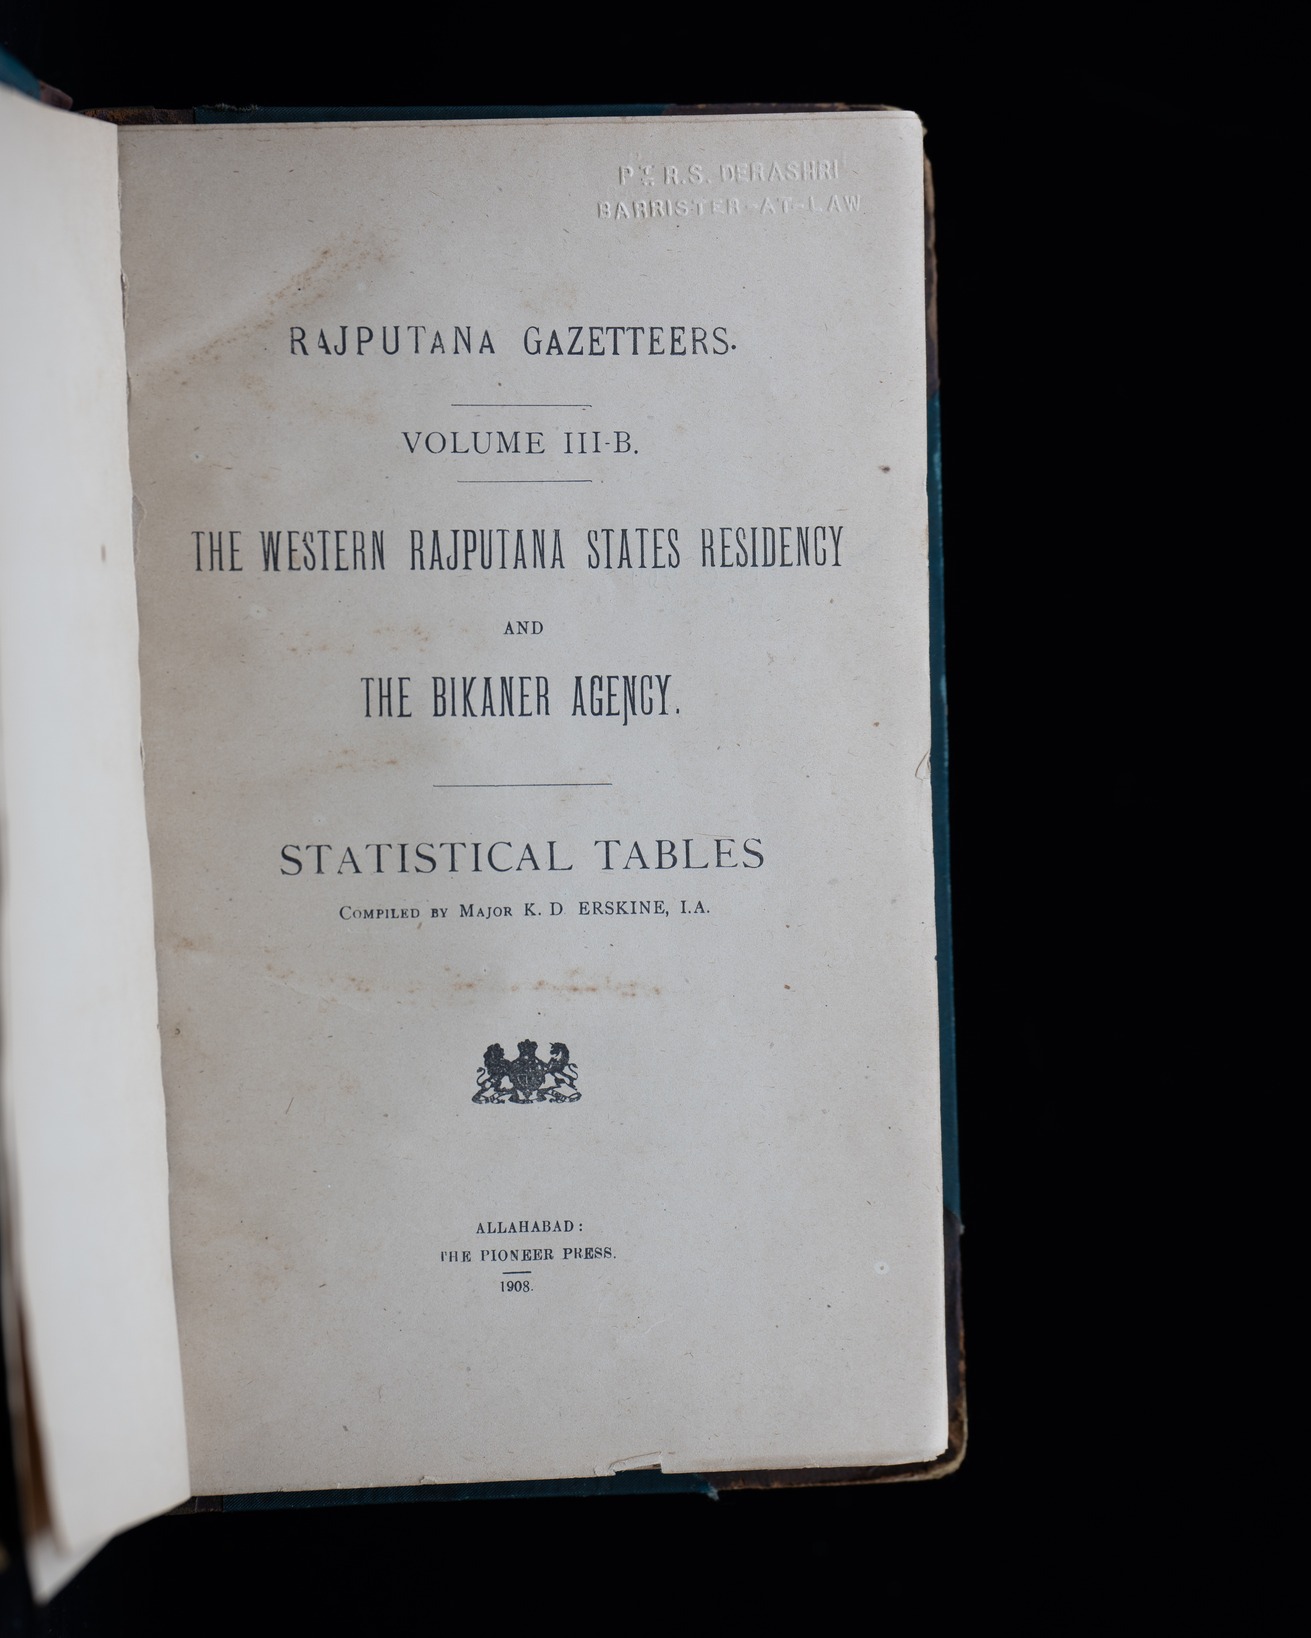 PT. R.S. DERASHRI
BARRISTER-AT-LAW
RAJPUTANA GAZETTEERS.
VOLUME III-B.
THE WESTERN RAJPUTANA STATES RESIDENCY
AND
THE BIKANER AGENCY.
STATISTICAL TABLES
COMPILED BY MAJOR K. D ERSKINE, I.A.
ALLAHABAD:
THE PIONEER PRESS.
1908.